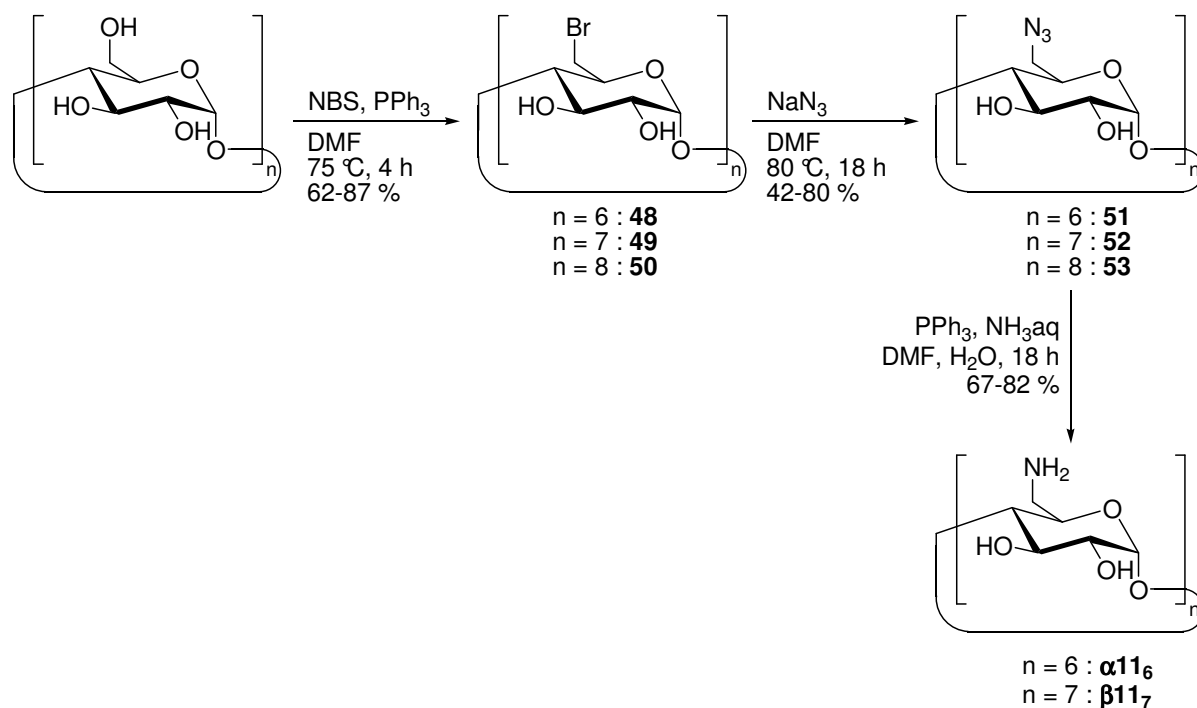 OH
O
HO
OH
O
n
NBS, PPh3
DMF
75 °C, 4 h
62-87 %
Br
O
HO
OH
O
n
n = 6 : 48
n = 7 : 49
n = 8 : 50
NaN3
DMF
80 °C, 18 h
42-80 %
N3
O
HO
OH
O
n
n = 6 : 51
n = 7 : 52
n = 8 : 53
PPh3, NH3aq
DMF, H2O, 18 h
67-82 %
NH2
O
HO
OH
O
n
n = 6 : α116
n = 7 : β117